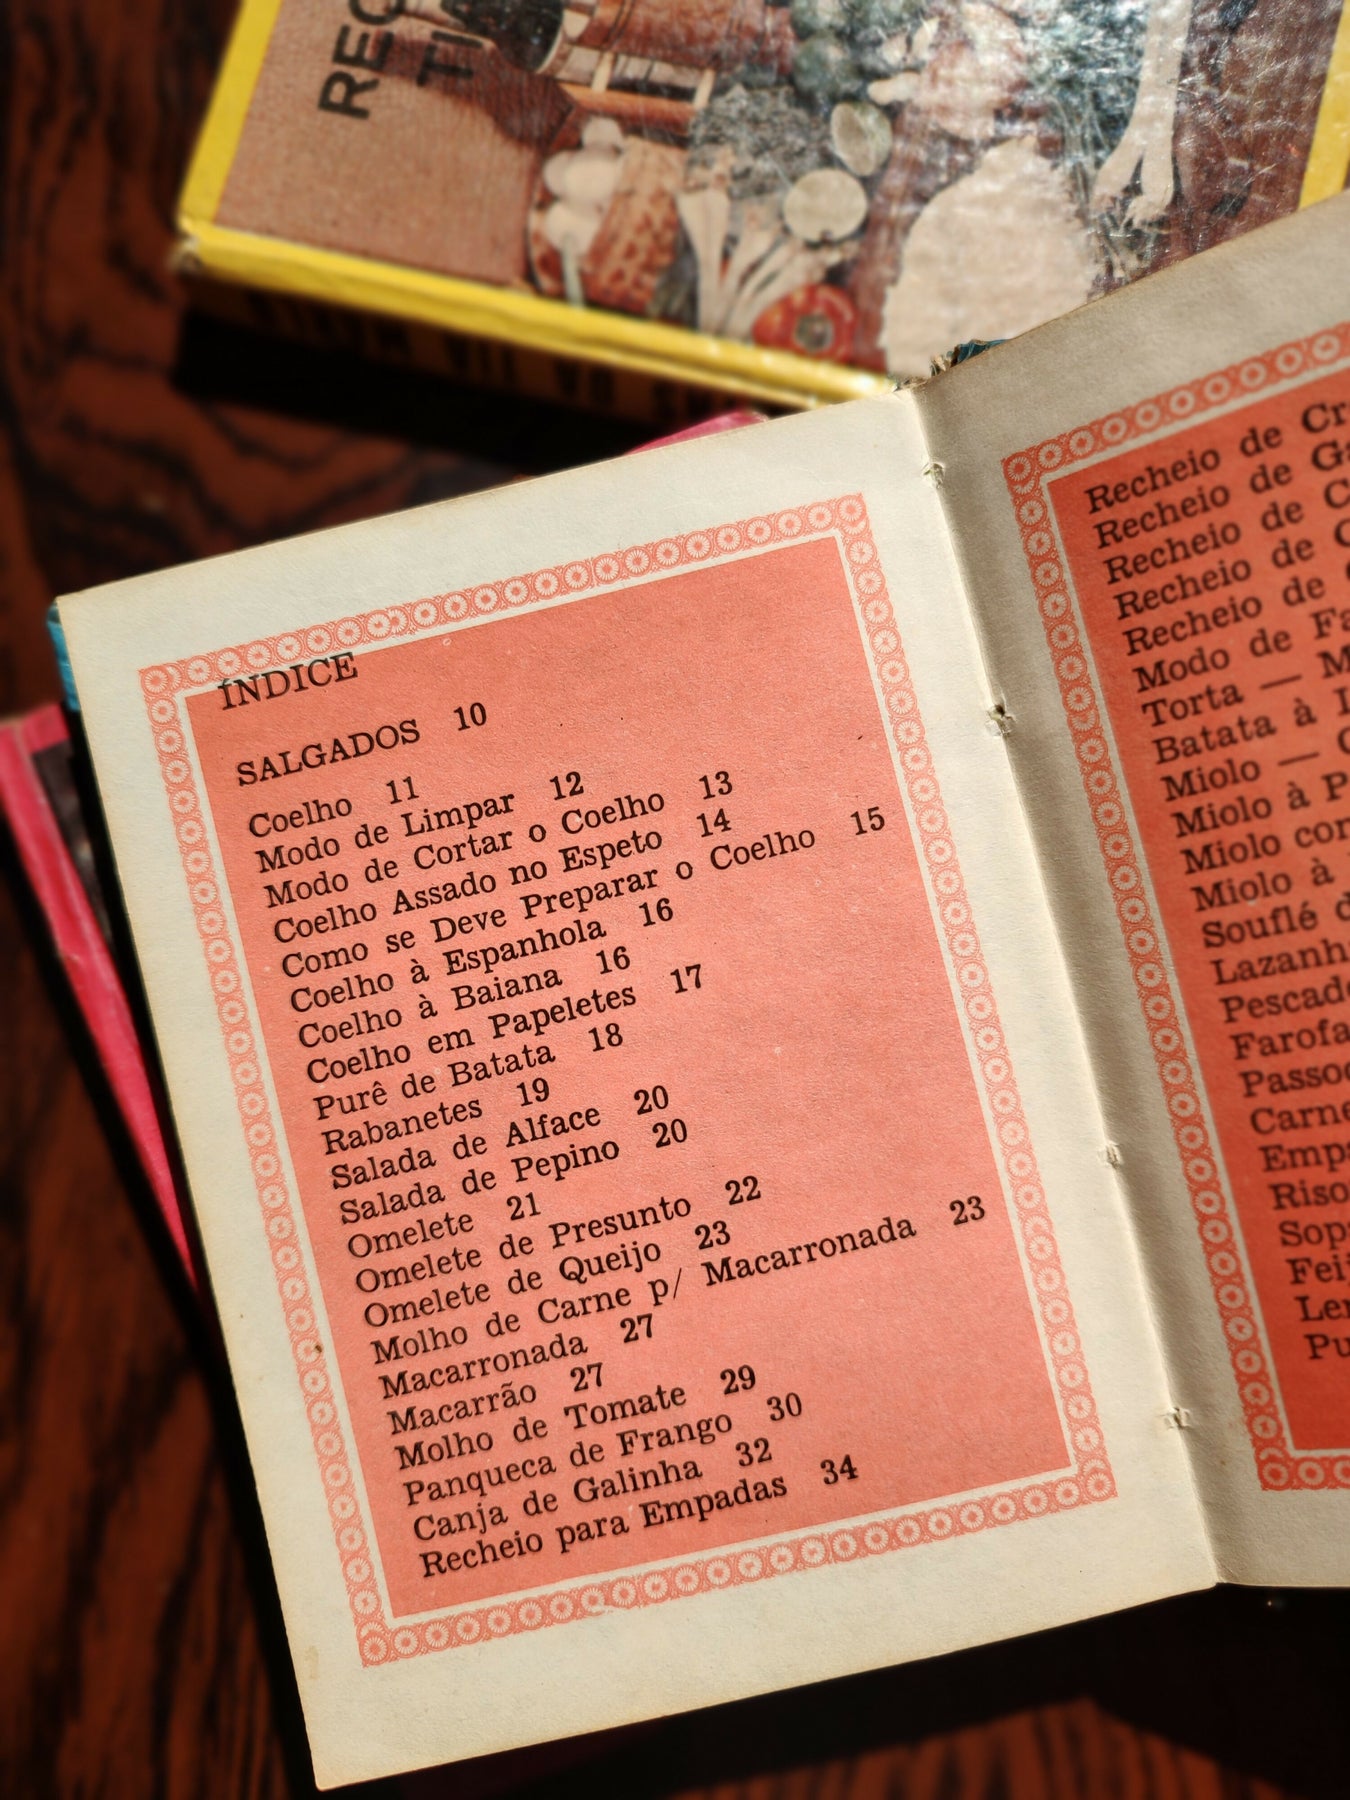 ÍNDICE
SALGADOS 10
Coelho 11
Modo de Limpar 12
Modo de Cortar o Coelho 13
Coelho Assado no Espeto 14
Como se Deve Preparar o Coelho 15
Coelho à Espanhola 16
Coelho à Baiana 16
Coelho em Papeletes 17
Purê de Batata 18
Rabanetes 19
Salada de Alface 20
Salada de Pepino 20
Omelete 21
Omelete de Presunto 22
Omelete de Queijo 23
Molho de Carne p/ Macarronada 23
Macarronada 27
Macarrão 27
Molho de Tomate 29
Panqueca de Frango 30
Canja de Galinha 32
Recheio para Empadas 34
Recheio de
Recheio de
Recheio de
Recheio de
Recheio de
Modo de
Torta —
Batata à
Miolo —
Miolo à
Miolo
Miolo à
Souflé